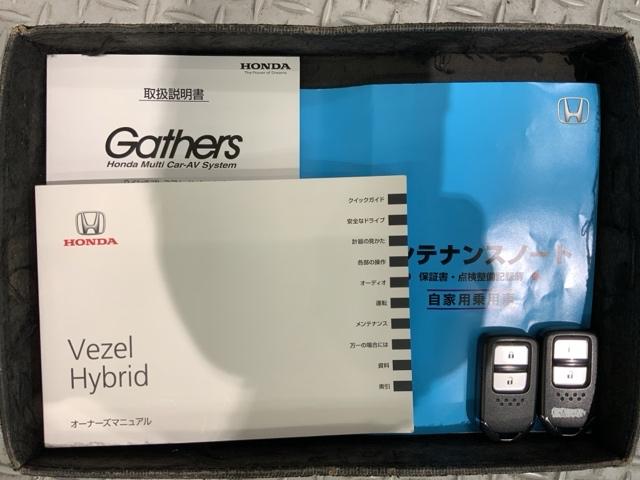 HONDA
The Power of Dreams
取扱説明書
Gathers
Honda Multi Car-AV System
HONDA
Vezel
Hybrid
オーナーズマニュアル
クイックガイド
安全なドライブ
計器の見かた
各部の操作
オーディオ
運転
メンテナンス
万一の場合には
資料
索引
ンテナンスノート
保証書・点検整備記録簿
自家用乗用車